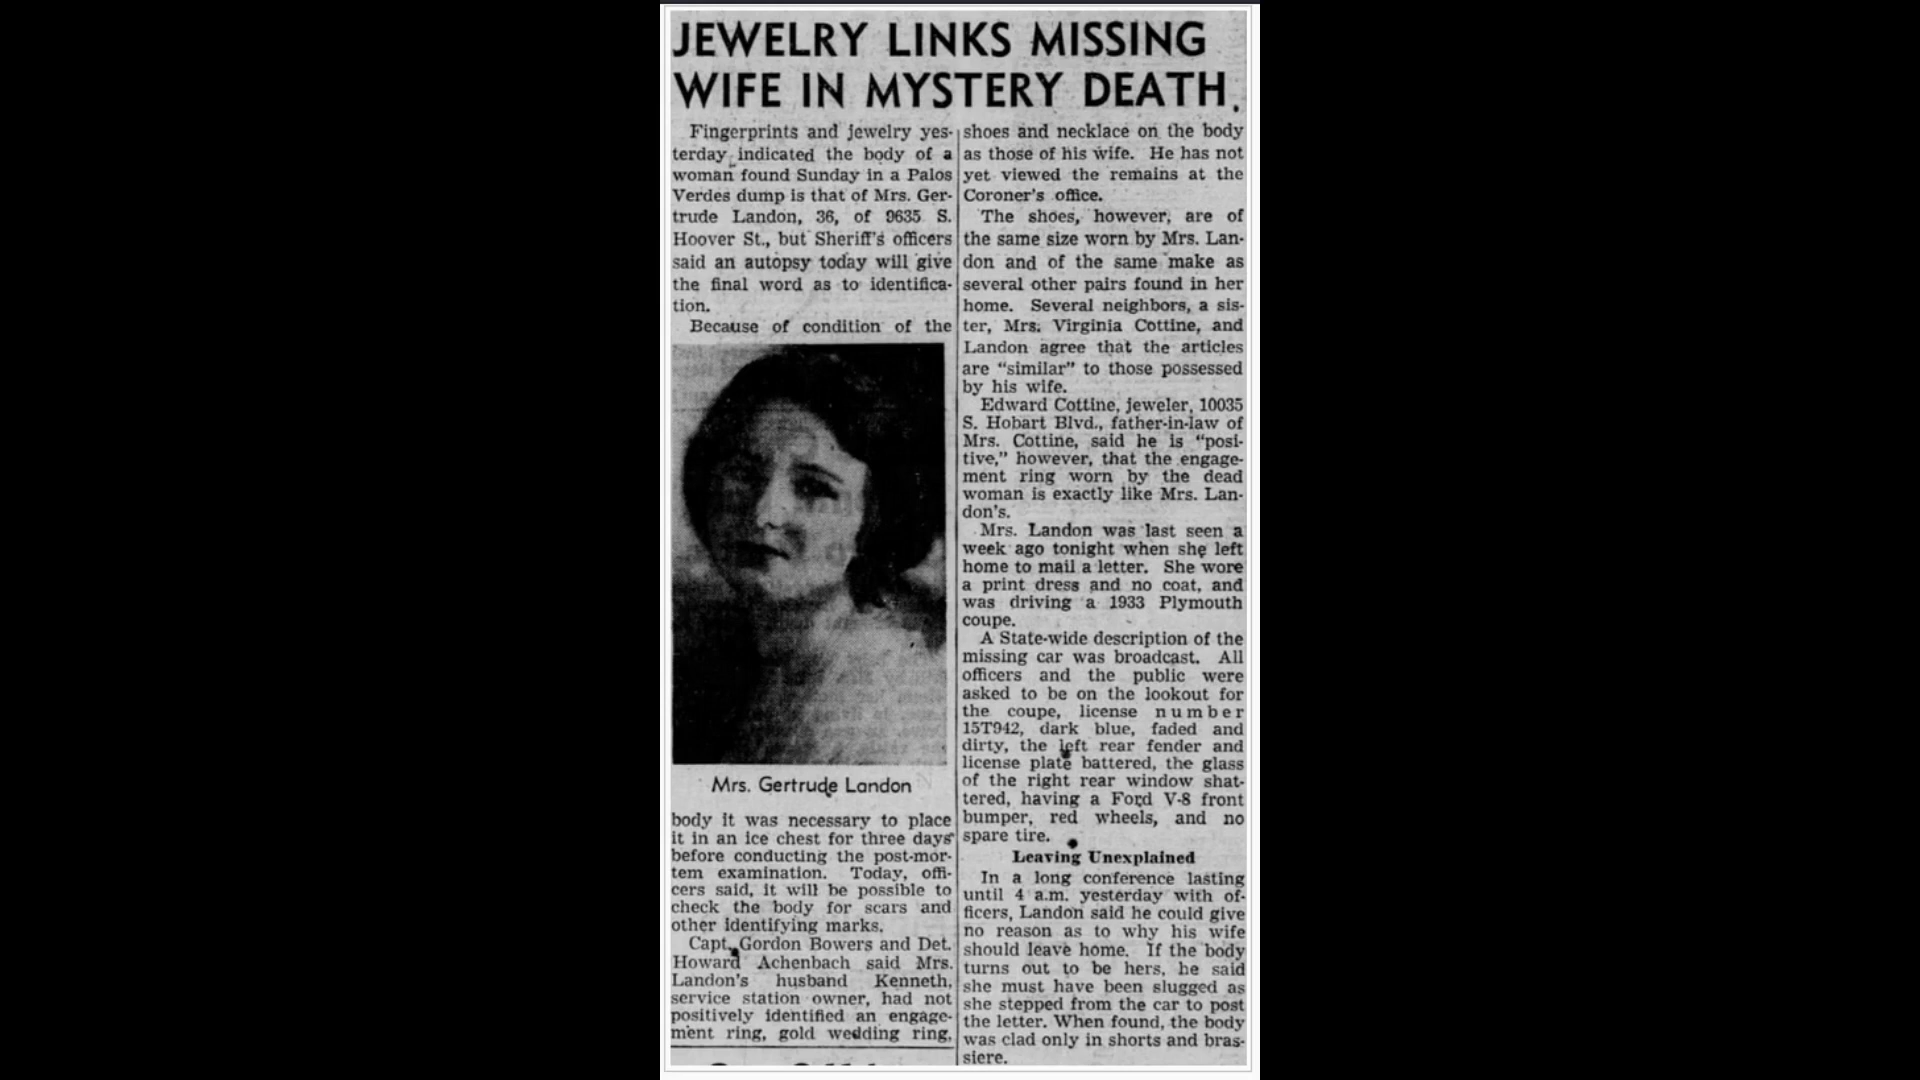 JEWELRY LINKS MISSING
WIFE IN MYSTERY DEATH
Fingerprints and jewelry yes-
terday indicated the body of a
woman found Sunday in a Palos
Verdes dump is that of Mrs. Ger-
trude Landon, 36, of 9635 S.
Hoover St., but Sheriff's officers
said an autopsy today will give
the final word as to identifica-
tion.
Because of condition of the
Mrs. Gertrude Landon
body it was necessary to place
it in an ice chest for three days
before conducting the post-mor-
tem examination. Today, offi-
cers said, it will be possible to
check the body for scars and
other identifying marks.
Capt. Gordon Bowers and Det.
Howard Achenbach said Mrs.
Landon's husband Kenneth,
service station owner, had not
positively identified an engage-
ment ring, gold wedding ring,
shoes and necklace on the body
as those of his wife. He has not
yet viewed the remains at the
Coroner's office.
The shoes, however, are of
the same size worn by Mrs. Lan-
don and of the same make as
several other pairs found in her
home. Several neighbors, a sis-
ter, Mrs. Virginia Cottine, and
Landon agree that the articles
are "similar" to those possessed
by his wife.
Edward Cottine, jeweler, 10035
S. Hobart Blvd., father-in-law of
Mrs. Cottine, said he is "posi-
tive," however, that the engage-
ment ring worn by the dead
woman is exactly like Mrs. Lan-
don's.
Mrs. Landon was last seen a
week ago tonight when she left
home to mail a letter. She wore
a print dress and no coat, and
was driving a 1933 Plymouth
coupe.
A State-wide description of the
missing car was broadcast. All
officers and the public were
asked to be on the lookout for
the coupe, license number
15T942, dark blue, faded and
dirty, the left rear fender and
license plate battered, the glass
of the right rear window shat-
tered, having a Ford V-8 front
bumper, red wheels, and no
spare tire.
Leaving Unexplained
In a long conference lasting
until 4 a.m. yesterday with of-
ficers, Landon said he could give
no reason as to why his wife
should leave home. If the body
turns out to be hers, he said
she must have been slugged as
she stepped from the car to post
the letter. When found, the body
was clad only in shorts and bras-
siere.